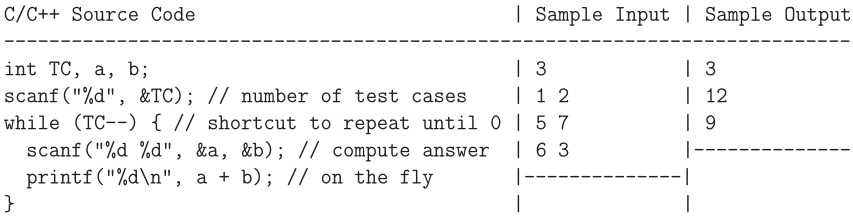 C/C++ Source Code | Sample Input | Sample Output
---------------------------------------------------------------------------
int TC, a, b; | 3 | 3
scanf("%d", &TC); // number of test cases | 1 2 | 12
while (TC--) { // shortcut to repeat until 0 | 5 7 | 9
scanf("%d %d", &a, &b); // compute answer | 6 3 |--------------
printf("%d\n", a + b); // on the fly |--------------|
} | |